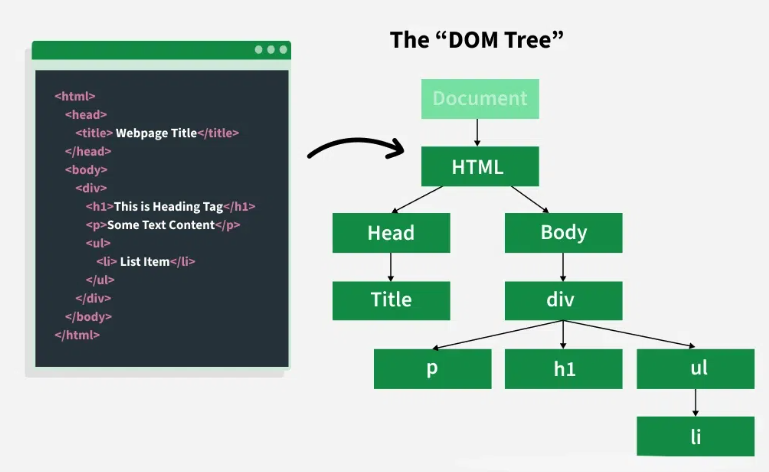 The “DOM Tree”
<html>
<head>
<title> Webpage Title</title>
</head>
<body>
<div>
<h1>This is Heading Tag</h1>
<p>Some Text Content</p>
<ul>
<li> List Item</li>
</ul>
</div>
</body>
</html>
Document
HTML
Head
Body
Title
div
p
h1
ul
li